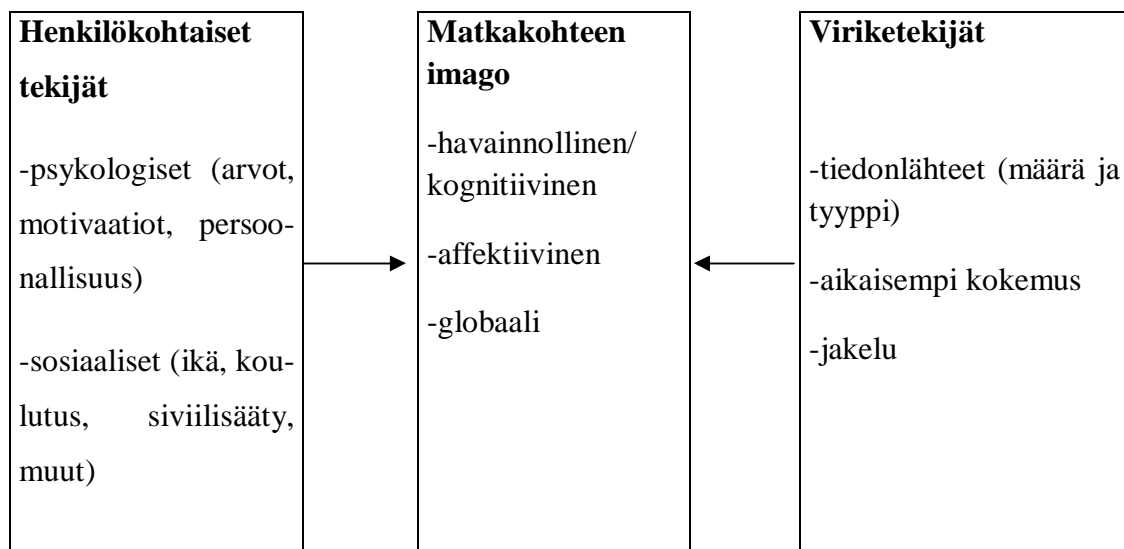 Henkilökohtaiset
tekijät
-psykologiset (arvot,
motivaatiot, persoo-
nallisuus)
-sosiaaliset (ikä, kou-
lutus, siviilisääty,
muut)
Matkakohteen
imago
-havainnollinen/
kognitiivinen
-affektiivinen
-globaali
Viriketekijät
-tiedonlähteet (määrä ja
tyyppi)
-aikaisempi kokemus
-jakelu